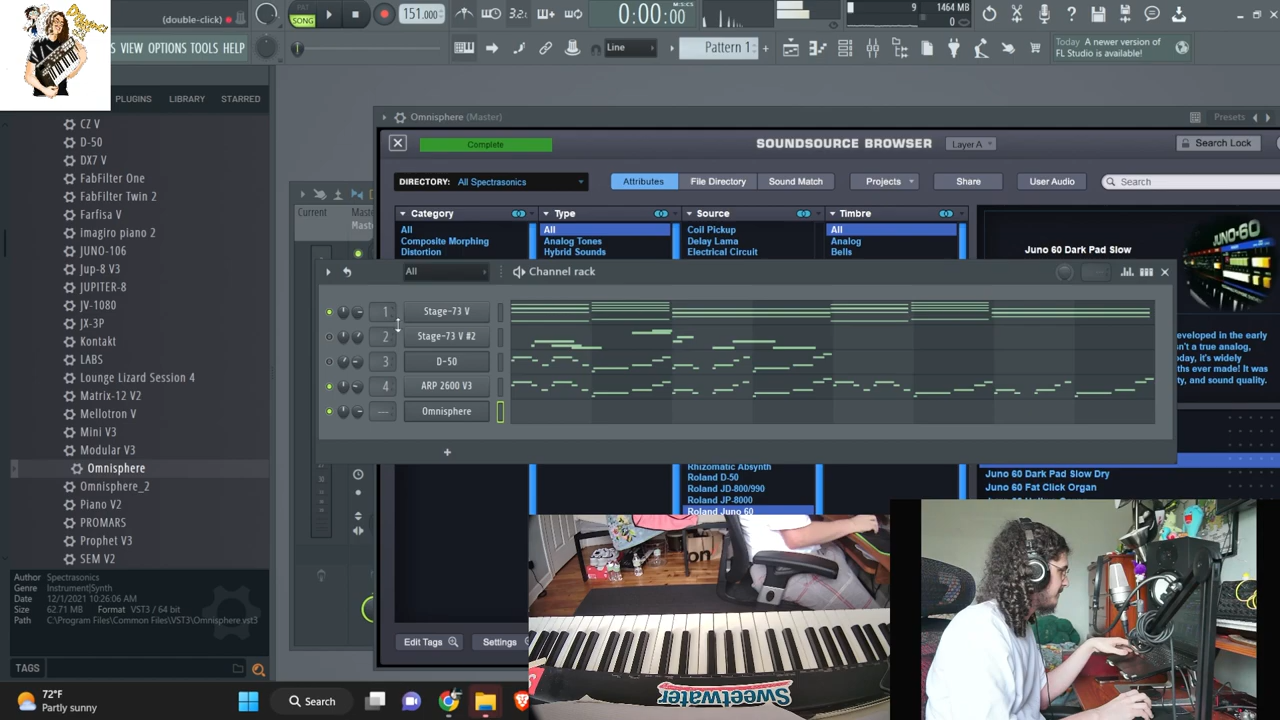 (double-click)
SONG
151.000
0:00:00
M:S:CS
9
1464 MB
0
VIEW OPTIONS TOOLS HELP
Line
Pattern 1
Today A newer version of
FL Studio is available!
PLUGINS LIBRARY STARRED
CZ V
D-50
DX7 V
FabFilter One
FabFilter Twin 2
Farfisa V
imagiro piano 2
JUNO-106
Jup-8 V3
JUPITER-8
JV-1080
JX-3P
Kontakt
LABS
Lounge Lizard Session 4
Matrix-12 V2
Mellotron V
Mini V3
Modular V3
Omnisphere
Omnisphere_2
Piano V2
PROMARS
Prophet V3
SEM V2
Author Spectrasonics
Genre Instrument|Synth
Date 12/1/2021 10:26:06 AM
Size 62.71 MB Format VST3 / 64 bit
Path C:\Program Files\Common Files\VST3\Omnisphere.vst3
TAGS
Current
Omnisphere (Master)
Presets
Complete
SOUNDSOURCE BROWSER
Layer A
Search Lock
DIRECTORY: All Spectrasonics
Attributes
File Directory
Sound Match
Projects
Share
User Audio
Search
Category
Type
Source
Timbre
All
Composite Morphing
Distortion
All
Analog Tones
Hybrid Sounds
Coil Pickup
Delay Lama
Electrical Circuit
All
Analog
Bells
Juno 60 Dark Pad Slow
JUNO-60
All
Channel rack
1 Stage-73 V
2 Stage-73 V #2
3 D-50
4 ARP 2600 V3
--- Omnisphere
eveloped in the early
Rhizomatic Absynth
Roland D-50
Roland JD-800/990
Roland JP-8000
Roland Juno 60
Juno 60 Dark Pad Slow Dry
Juno 60 Fat Click Organ
Edit Tags
Settings
Sweetwater
72°F
Partly sunny
Search